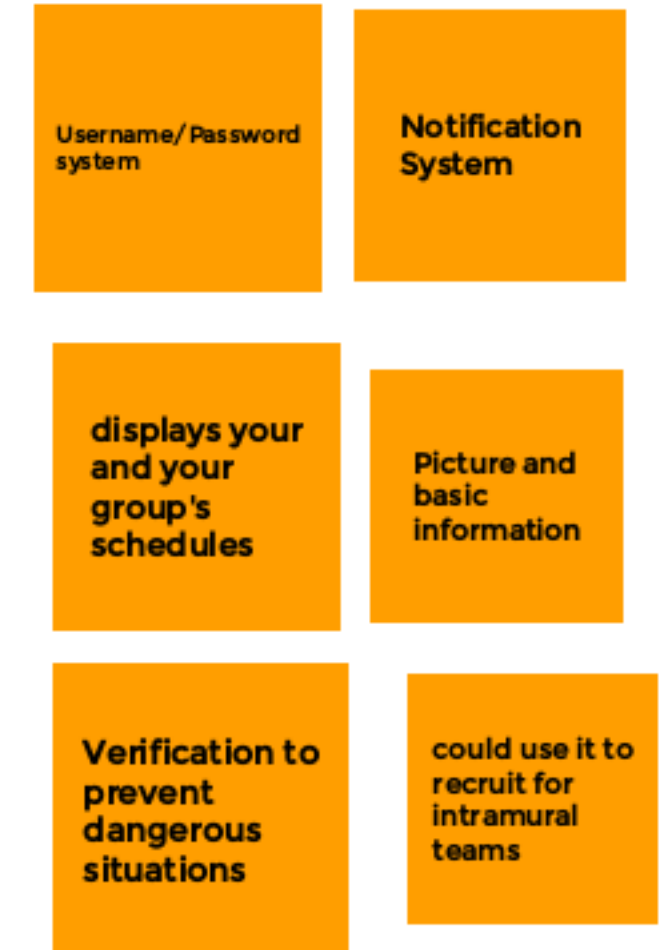 Username/Password
system
Notification
System
displays your
and your
group's
schedules
Picture and
basic
information
Verification to
prevent
dangerous
situations
could use it to
recruit for
intramural
teams